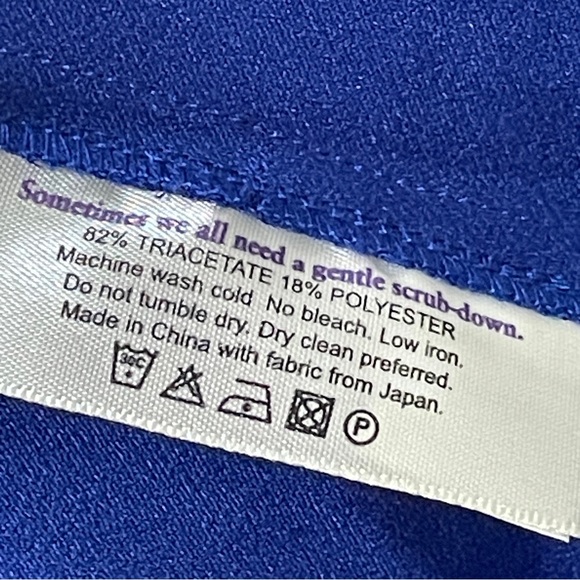 Sometimes we all need a gentle scrub-down.
82% TRIACETATE 18% POLYESTER
Machine wash cold. No bleach. Low iron.
Do not tumble dry. Dry clean preferred.
Made in China with fabric from Japan.
30C P